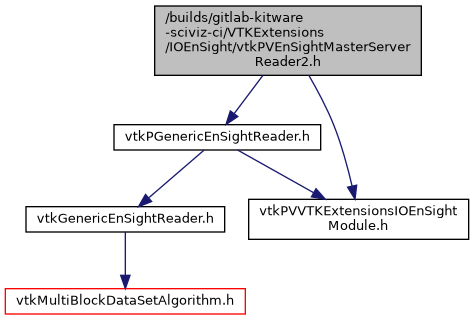 /builds/gitlab-kitware
-sciviz-ci/VTKExtensions
/IOEnSight/vtkPVEnSightMasterServer
Reader2.h
vtkPGenericEnSightReader.h
vtkGenericEnSightReader.h
vtkPVVTKExtensionsIOEnSight
Module.h
vtkMultiBlockDataSetAlgorithm.h